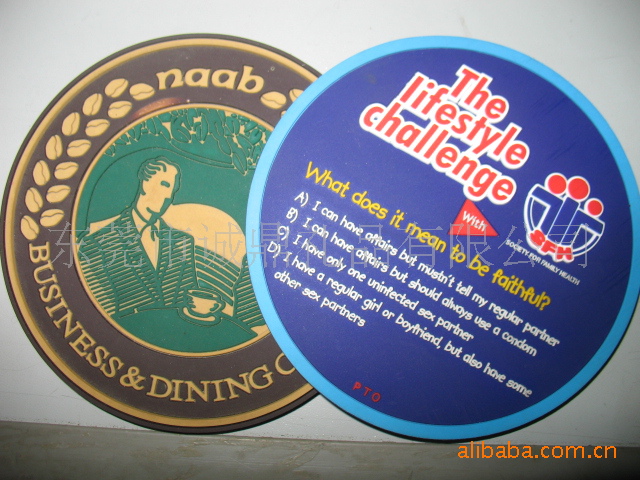 naab
BUSINESS & DINING
The
lifestyle
challenge
With
SFH
SOCIETY FOR FAMILY HEALTH
What does it mean to be faithful?
A) I can have affairs but mustn't tell my regular partner
B) I can have affairs but should always use a condom
C) I have only one uninfected sex partner
D) I have a regular girl or boyfriend, but also have some
other sex partners
PTO
alibaba.com.cn